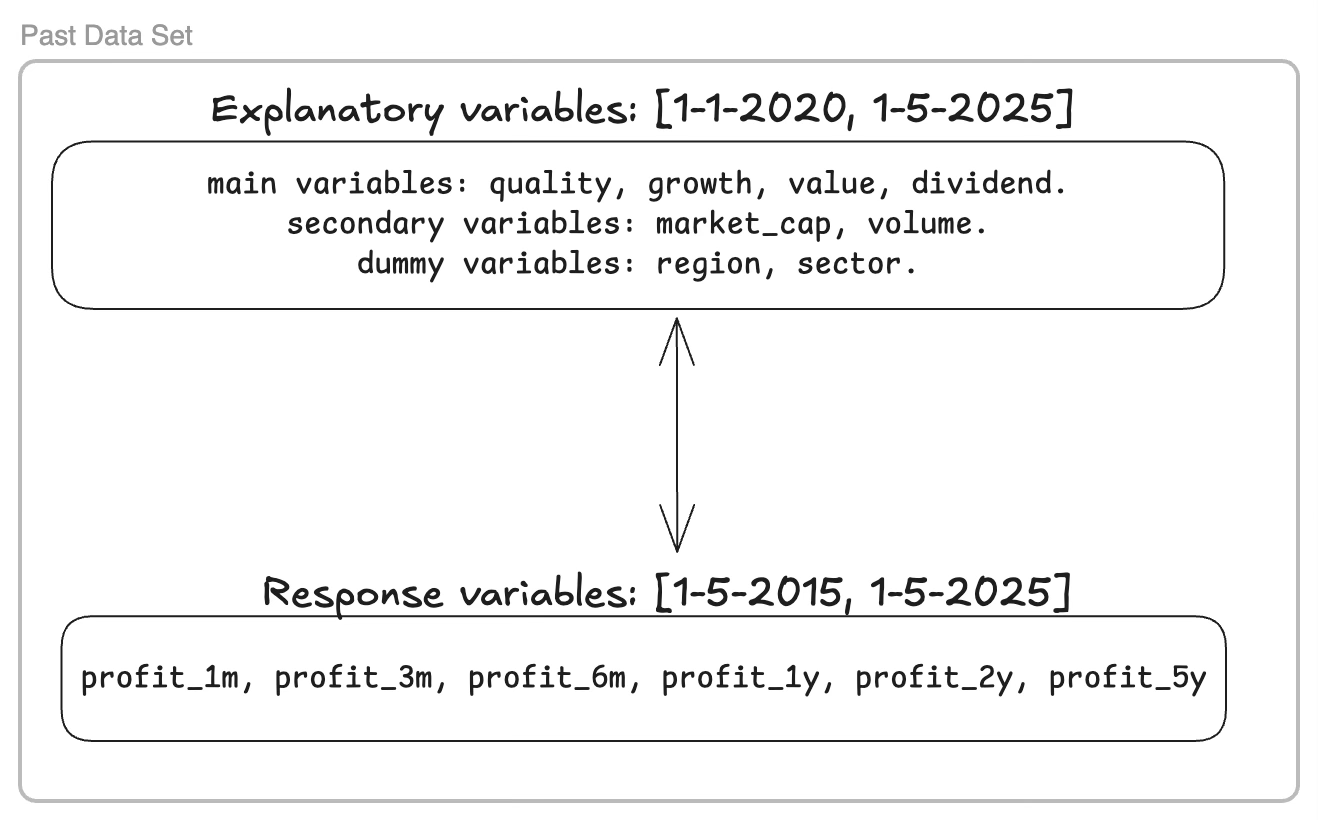 Past Data Set
Explanatory variables: [1-1-2020, 1-5-2025]
main variables: quality, growth, value, dividend.
secondary variables: market_cap, volume.
dummy variables: region, sector.
Response variables: [1-5-2015, 1-5-2025]
profit_1m, profit_3m, profit_6m, profit_1y, profit_2y, profit_5y